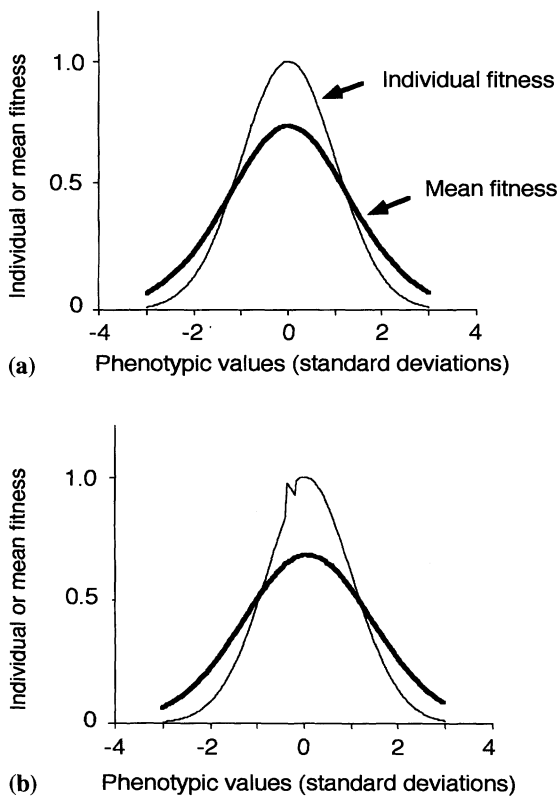 Individual or mean fitness
1.0
0.5
0
Individual fitness
Mean fitness
-4 -2 0 2 4
(a) Phenotypic values (standard deviations)
Individual or mean fitness
1.0
0.5
0
-4 -2 0 2 4
(b) Phenotypic values (standard deviations)